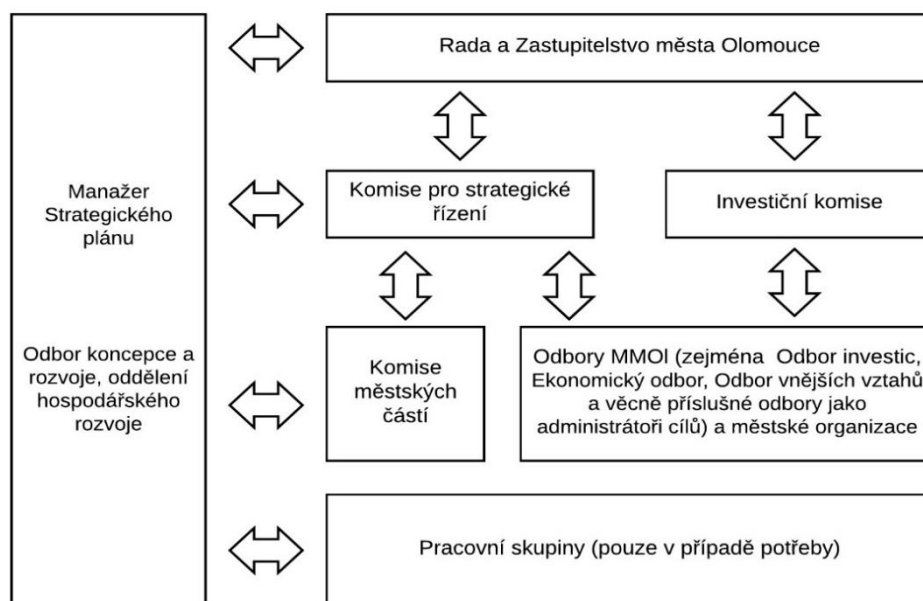 Rada a Zastupitelstvo města Olomouce
Manažer
Strategického
plánu
Odbor koncepce a
rozvoje, oddělení
hospodářského
rozvoje
Komise pro strategické
řízení
Investiční komise
Komise
městských
částí
Odbory MMOl (zejména Odbor investic,
Ekonomický odbor, Odbor vnějších vztahů
a věcně příslušné odbory jako
administrátoři cílů) a městské organizace
Pracovní skupiny (pouze v případě potřeby)